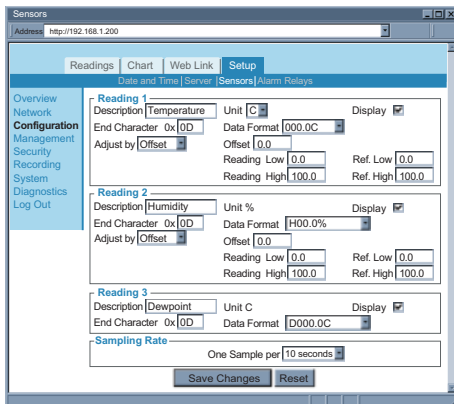 Sensors
Address http://192.168.1.200
Readings Chart Web Link Setup
Date and Time | Server | Sensors | Alarm Relays
Overview
Network
Configuration
Management
Security
Recording
System
Diagnostics
Log Out
Reading 1
Description Temperature Unit C Display
End Character 0x 0D Data Format 000.0C
Adjust by Offset Offset 0.0
Reading Low 0.0 Ref. Low 0.0
Reading High 100.0 Ref. High 100.0
Reading 2
Description Humidity Unit % Display
End Character 0x 0D Data Format H00.0%
Adjust by Offset Offset 0.0
Reading Low 0.0 Ref. Low 0.0
Reading High 100.0 Ref. High 100.0
Reading 3
Description Dewpoint Unit C Display
End Character 0x 0D Data Format D000.0C
Sampling Rate
One Sample per 10 seconds
Save Changes Reset